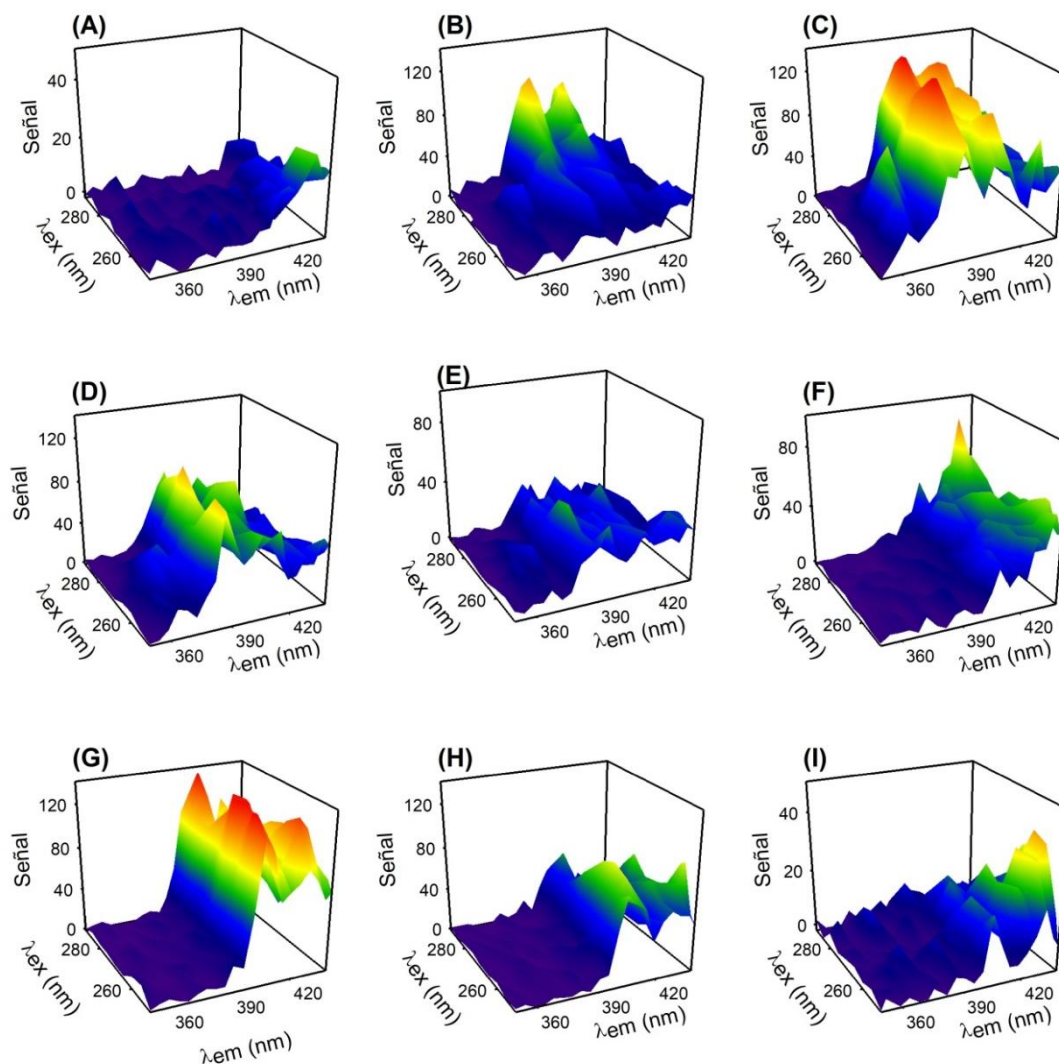 (A)
Señal
40
20
0
280
260
λex (nm)
360
390
420
λem (nm)
(B)
Señal
120
80
40
0
280
260
λex (nm)
360
390
420
λem (nm)
(C)
Señal
120
80
40
0
280
260
λex (nm)
360
390
420
λem (nm)
(D)
Señal
120
80
40
0
280
260
λex (nm)
360
390
420
λem (nm)
(E)
Señal
80
40
0
280
260
λex (nm)
360
390
420
λem (nm)
(F)
Señal
80
40
0
280
260
λex (nm)
360
390
420
λem (nm)
(G)
Señal
120
80
40
0
280
260
λex (nm)
360
390
420
λem (nm)
(H)
Señal
120
80
40
0
280
260
λex (nm)
360
390
420
λem (nm)
(I)
Señal
40
20
0
280
260
λex (nm)
360
390
420
λem (nm)